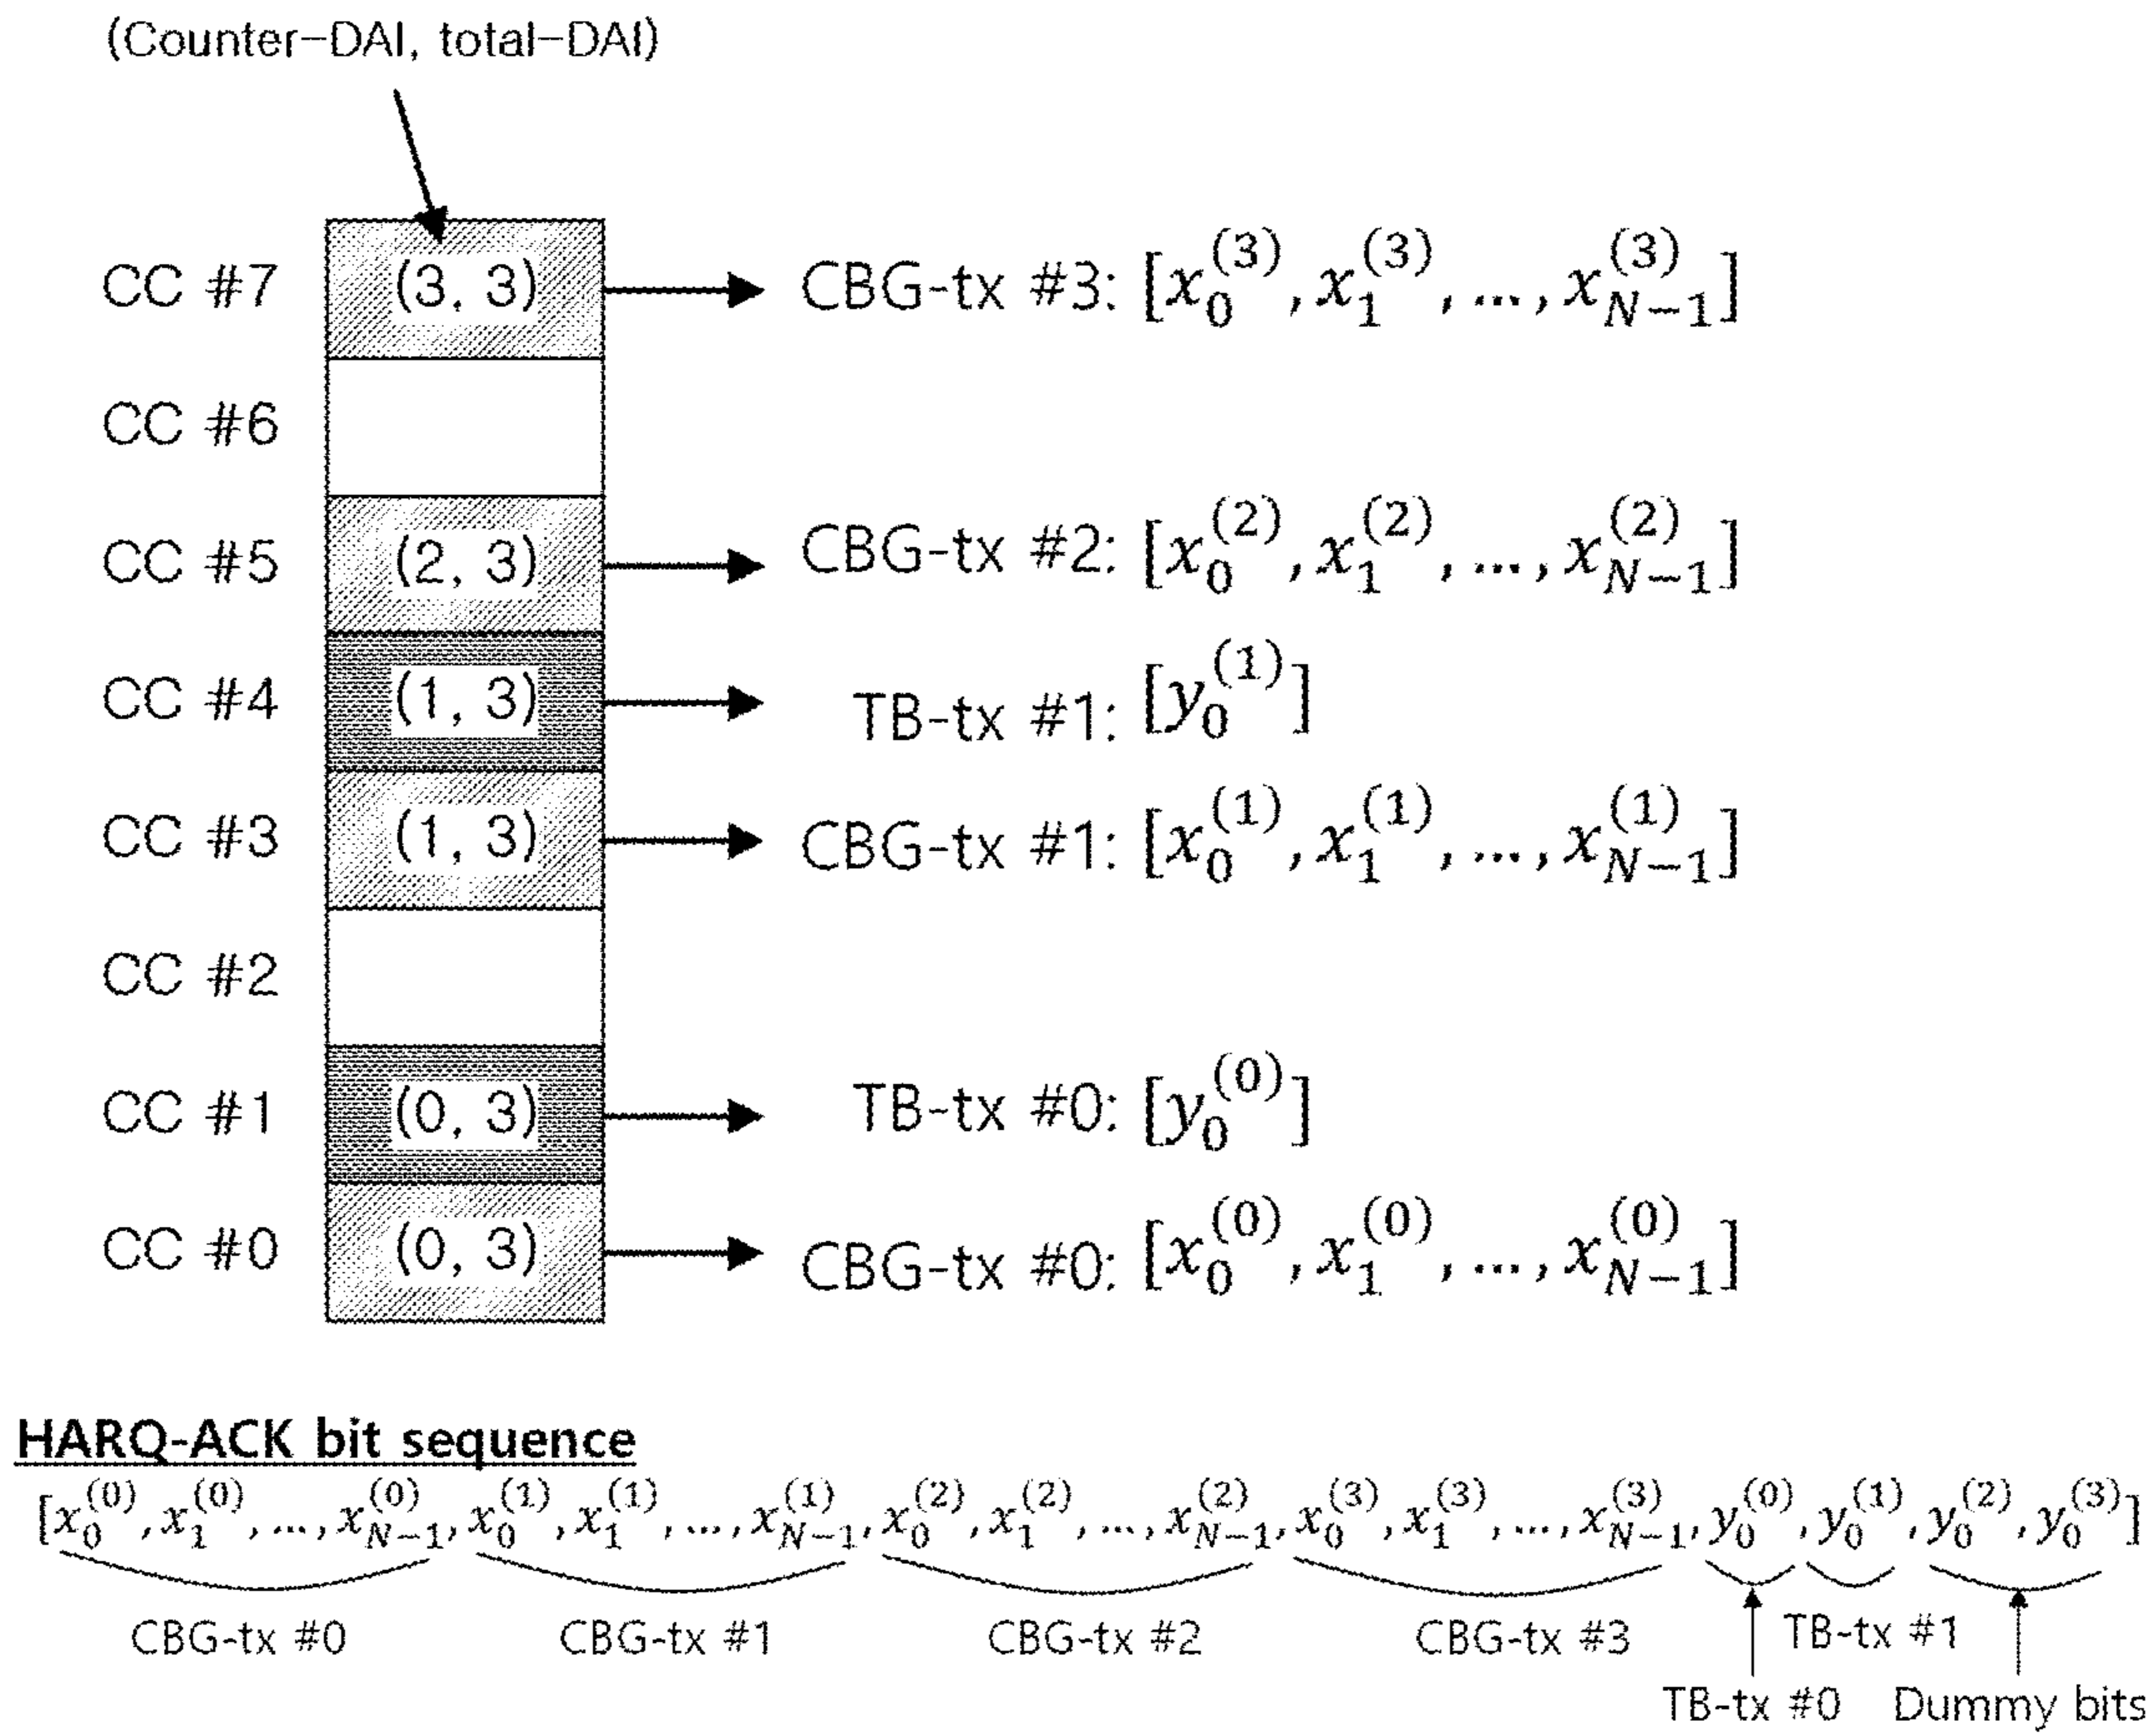 (Counter-DAI, total-DAI)
CC #7 (3, 3) CBG-tx #3: [x_0^{(3)}, x_1^{(3)}, ..., x_{N-1}^{(3)}]
CC #6
CC #5 (2, 3) CBG-tx #2: [x_0^{(2)}, x_1^{(2)}, ..., x_{N-1}^{(2)}]
CC #4 (1, 3) TB-tx #1: [y_0^{(1)}]
CC #3 (1, 3) CBG-tx #1: [x_0^{(1)}, x_1^{(1)}, ..., x_{N-1}^{(1)}]
CC #2
CC #1 (0, 3) TB-tx #0: [y_0^{(0)}]
CC #0 (0, 3) CBG-tx #0: [x_0^{(0)}, x_1^{(0)}, ..., x_{N-1}^{(0)}]
HARQ-ACK bit sequence
[x_0^{(0)}, x_1^{(0)}, ..., x_{N-1}^{(0)}, x_0^{(1)}, x_1^{(1)}, ..., x_{N-1}^{(1)}, x_0^{(2)}, x_1^{(2)}, ..., x_{N-1}^{(2)}, x_0^{(3)}, x_1^{(3)}, ..., x_{N-1}^{(3)}, y_0^{(0)}, y_0^{(1)}, y_0^{(2)}, y_0^{(3)}]
CBG-tx #0 CBG-tx #1 CBG-tx #2 CBG-tx #3 TB-tx #1
TB-tx #0 Dummy bits